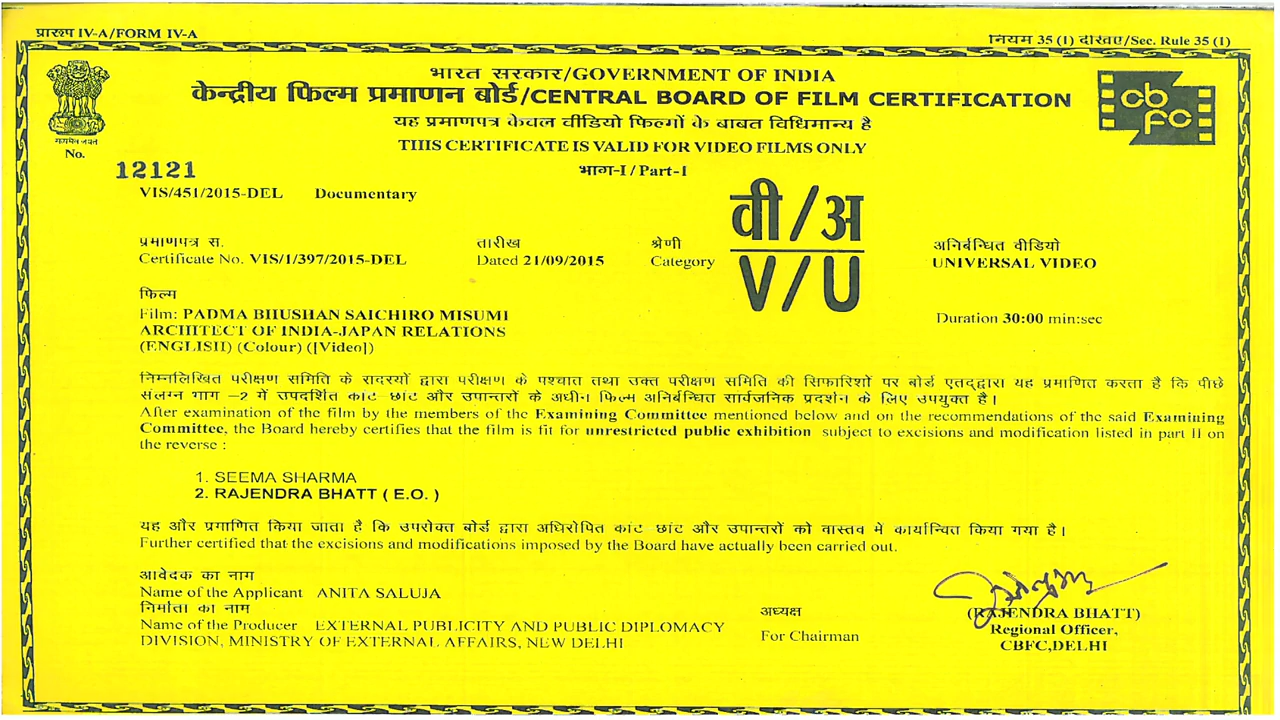 प्रारूप IV-A/FORM IV-A
नियम 35 (1) देखिए/Sec. Rule 35 (1)
भारत सरकार/GOVERNMENT OF INDIA
केन्द्रीय फिल्म प्रमाणन बोर्ड/CENTRAL BOARD OF FILM CERTIFICATION
cb
fc
यह प्रमाणपत्र केवल वीडियो फिल्मों के बाबत विधिमान्य है
THIS CERTIFICATE IS VALID FOR VIDEO FILMS ONLY
सत्यमेव जयते
No.
12121
भाग-I / Part-I
VIS/451/2015-DEL Documentary
वी/अ
V/U
प्रमाणपत्र स. तारीख श्रेणी अनिर्बन्धित वीडियो
Certificate No. VIS/1/397/2015-DEL Dated 21/09/2015 Category UNIVERSAL VIDEO
फिल्म
Film: PADMA BHUSHAN SAICHIRO MISUMI
ARCHITECT OF INDIA-JAPAN RELATIONS
(ENGLISH) (Colour) ([Video])
Duration 30:00 min:sec
निम्नलिखित परीक्षण समिति के सदस्यों द्वारा परीक्षण के पश्चात तथा उक्त परीक्षण समिति की सिफारिशों पर बोर्ड एतद्द्वारा यह प्रमाणित करता है कि पीछे
संलग्न भाग –2 में उपदर्शित काट–छांट और उपान्तरों के अधीन फिल्म अनिर्बन्धित सार्वजनिक प्रदर्शन के लिए उपयुक्त है।
After examination of the film by the members of the Examining Committee mentioned below and on the recommendations of the said Examining
Committee, the Board hereby certifies that the film is fit for unrestricted public exhibition subject to excisions and modification listed in part II on
the reverse :
1. SEEMA SHARMA
2. RAJENDRA BHATT ( E.O. )
यह और प्रमाणित किया जाता है कि उपरोक्त बोर्ड द्वारा अधिरोपित कांट–छांट और उपान्तरों को वास्तव मे कार्यान्वित किया गया है।
Further certified that the excisions and modifications imposed by the Board have actually been carried out.
आवेदक का नाम
Name of the Applicant ANITA SALUJA
निर्माता का नाम
Name of the Producer EXTERNAL PUBLICITY AND PUBLIC DIPLOMACY
DIVISION, MINISTRY OF EXTERNAL AFFAIRS, NEW DELHI
अध्यक्ष
For Chairman
(RAJENDRA BHATT)
Regional Officer,
CBFC,DELHI